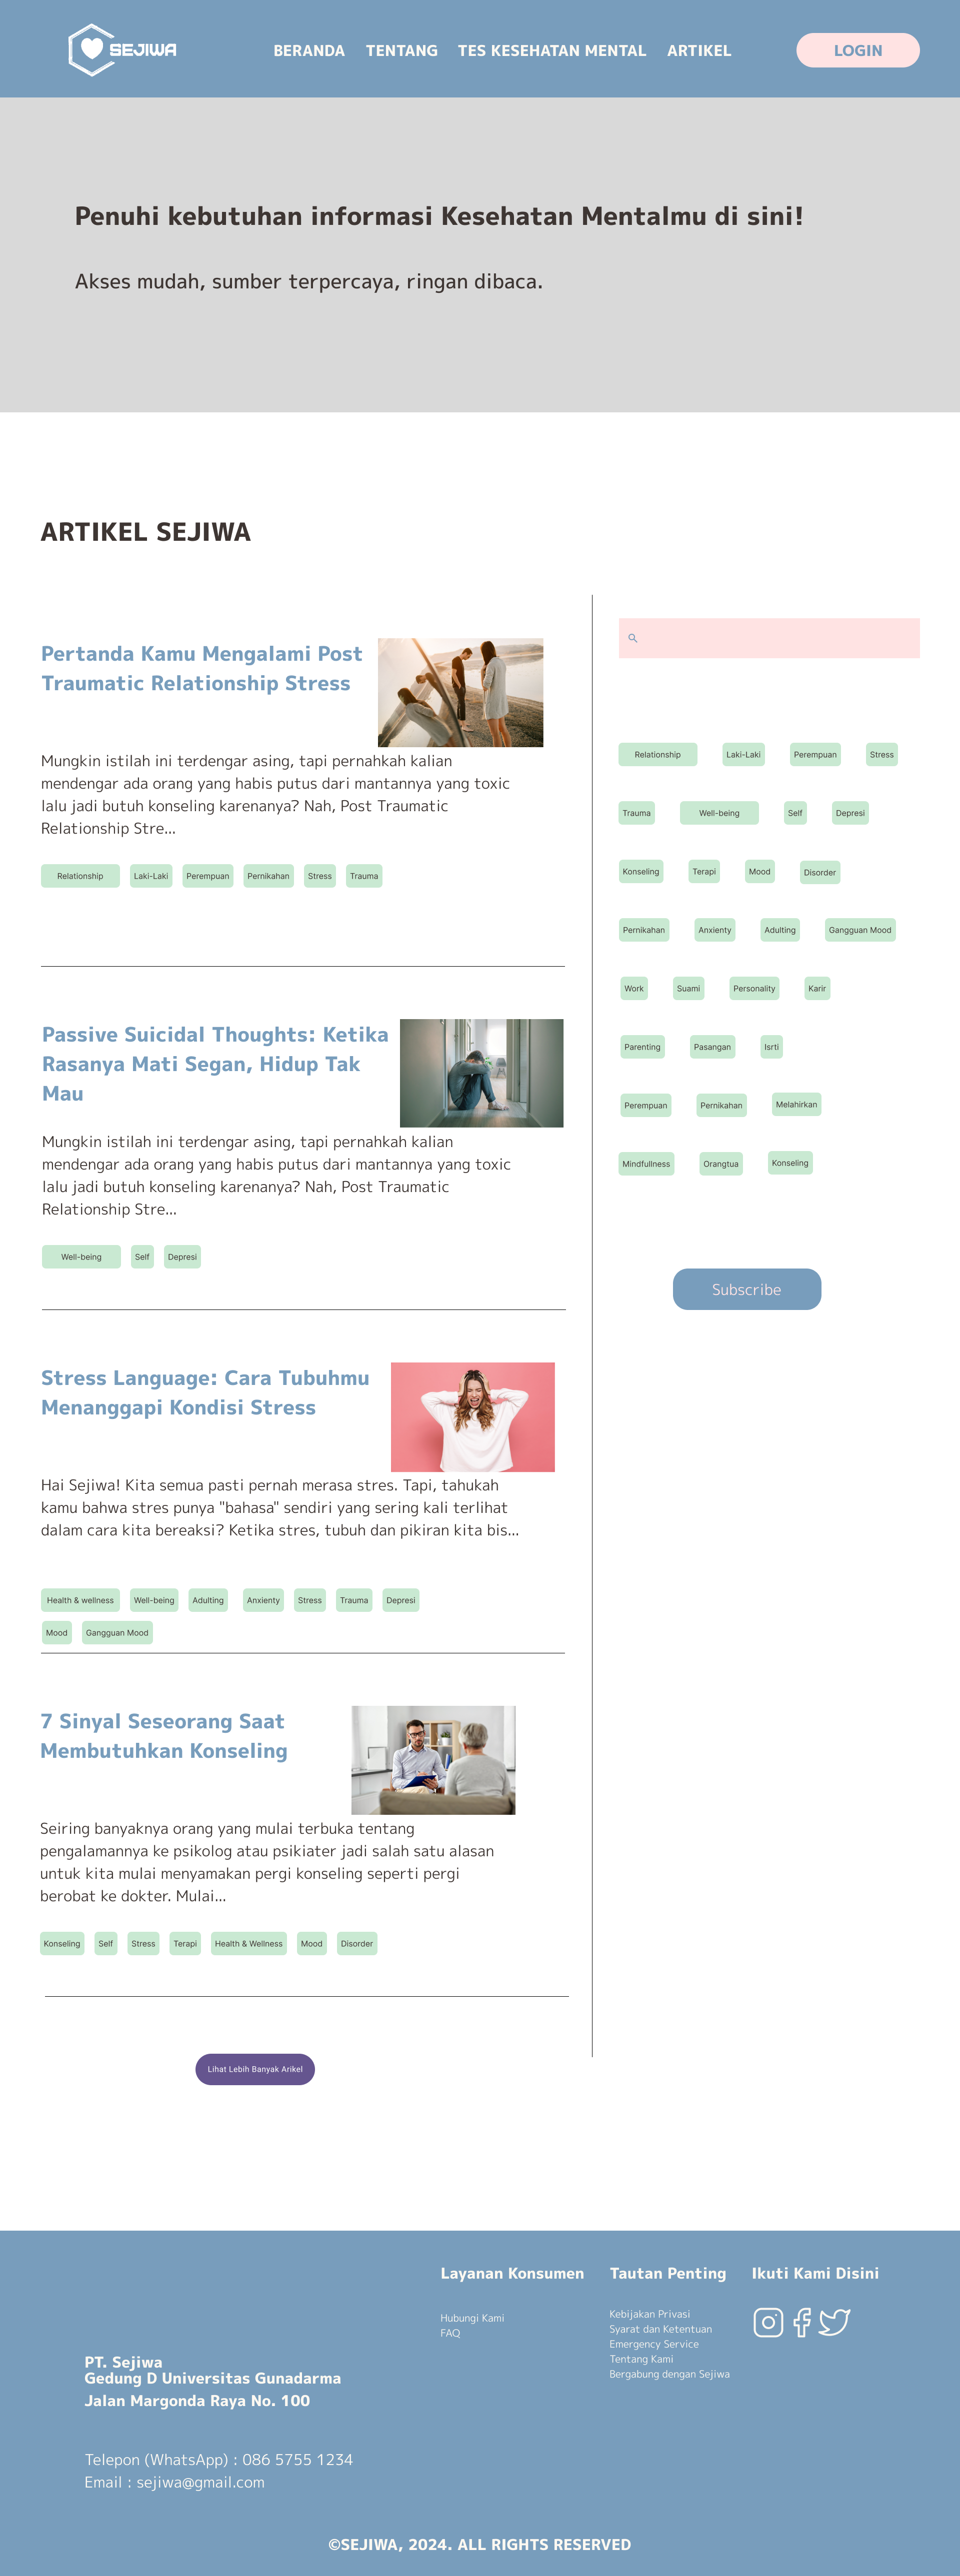 SEJIWA
BERANDA TENTANG TES KESEHATAN MENTAL ARTIKEL
LOGIN
Penuhi kebutuhan informasi Kesehatan Mentalmu di sini!
Akses mudah, sumber terpercaya, ringan dibaca.
ARTIKEL SEJIWA
Pertanda Kamu Mengalami Post
Traumatic Relationship Stress
Mungkin istilah ini terdengar asing, tapi pernahkah kalian
mendengar ada orang yang habis putus dari mantannya yang toxic
lalu jadi butuh konseling karenanya? Nah, Post Traumatic
Relationship Stre...
Relationship Laki-Laki Perempuan Pernikahan Stress Trauma
Passive Suicidal Thoughts: Ketika
Rasanya Mati Segan, Hidup Tak
Mau
Mungkin istilah ini terdengar asing, tapi pernahkah kalian
mendengar ada orang yang habis putus dari mantannya yang toxic
lalu jadi butuh konseling karenanya? Nah, Post Traumatic
Relationship Stre...
Well-being Self Depresi
Stress Language: Cara Tubuhmu
Menanggapi Kondisi Stress
Hai Sejiwa! Kita semua pasti pernah merasa stres. Tapi, tahukah
kamu bahwa stres punya "bahasa" sendiri yang sering kali terlihat
dalam cara kita bereaksi? Ketika stres, tubuh dan pikiran kita bis...
Health & wellness Well-being Adulting Anxienty Stress Trauma Depresi
Mood Gangguan Mood
7 Sinyal Seseorang Saat
Membutuhkan Konseling
Seiring banyaknya orang yang mulai terbuka tentang
pengalamannya ke psikolog atau psikiater jadi salah satu alasan
untuk kita mulai menyamakan pergi konseling seperti pergi
berobat ke dokter. Mulai...
Konseling Self Stress Terapi Health & Wellness Mood Disorder
Lihat Lebih Banyak Arikel
Relationship Laki-Laki Perempuan Stress
Trauma Well-being Self Depresi
Konseling Terapi Mood Disorder
Pernikahan Anxienty Adulting Gangguan Mood
Work Suami Personality Karir
Parenting Pasangan Isrti
Perempuan Pernikahan Melahirkan
Mindfullness Orangtua Konseling
Subscribe
PT. Sejiwa
Gedung D Universitas Gunadarma
Jalan Margonda Raya No. 100
Telepon (WhatsApp) : 086 5755 1234
Email : sejiwa@gmail.com
Layanan Konsumen
Hubungi Kami
FAQ
Tautan Penting
Kebijakan Privasi
Syarat dan Ketentuan
Emergency Service
Tentang Kami
Bergabung dengan Sejiwa
Ikuti Kami Disini
©SEJIWA, 2024. ALL RIGHTS RESERVED